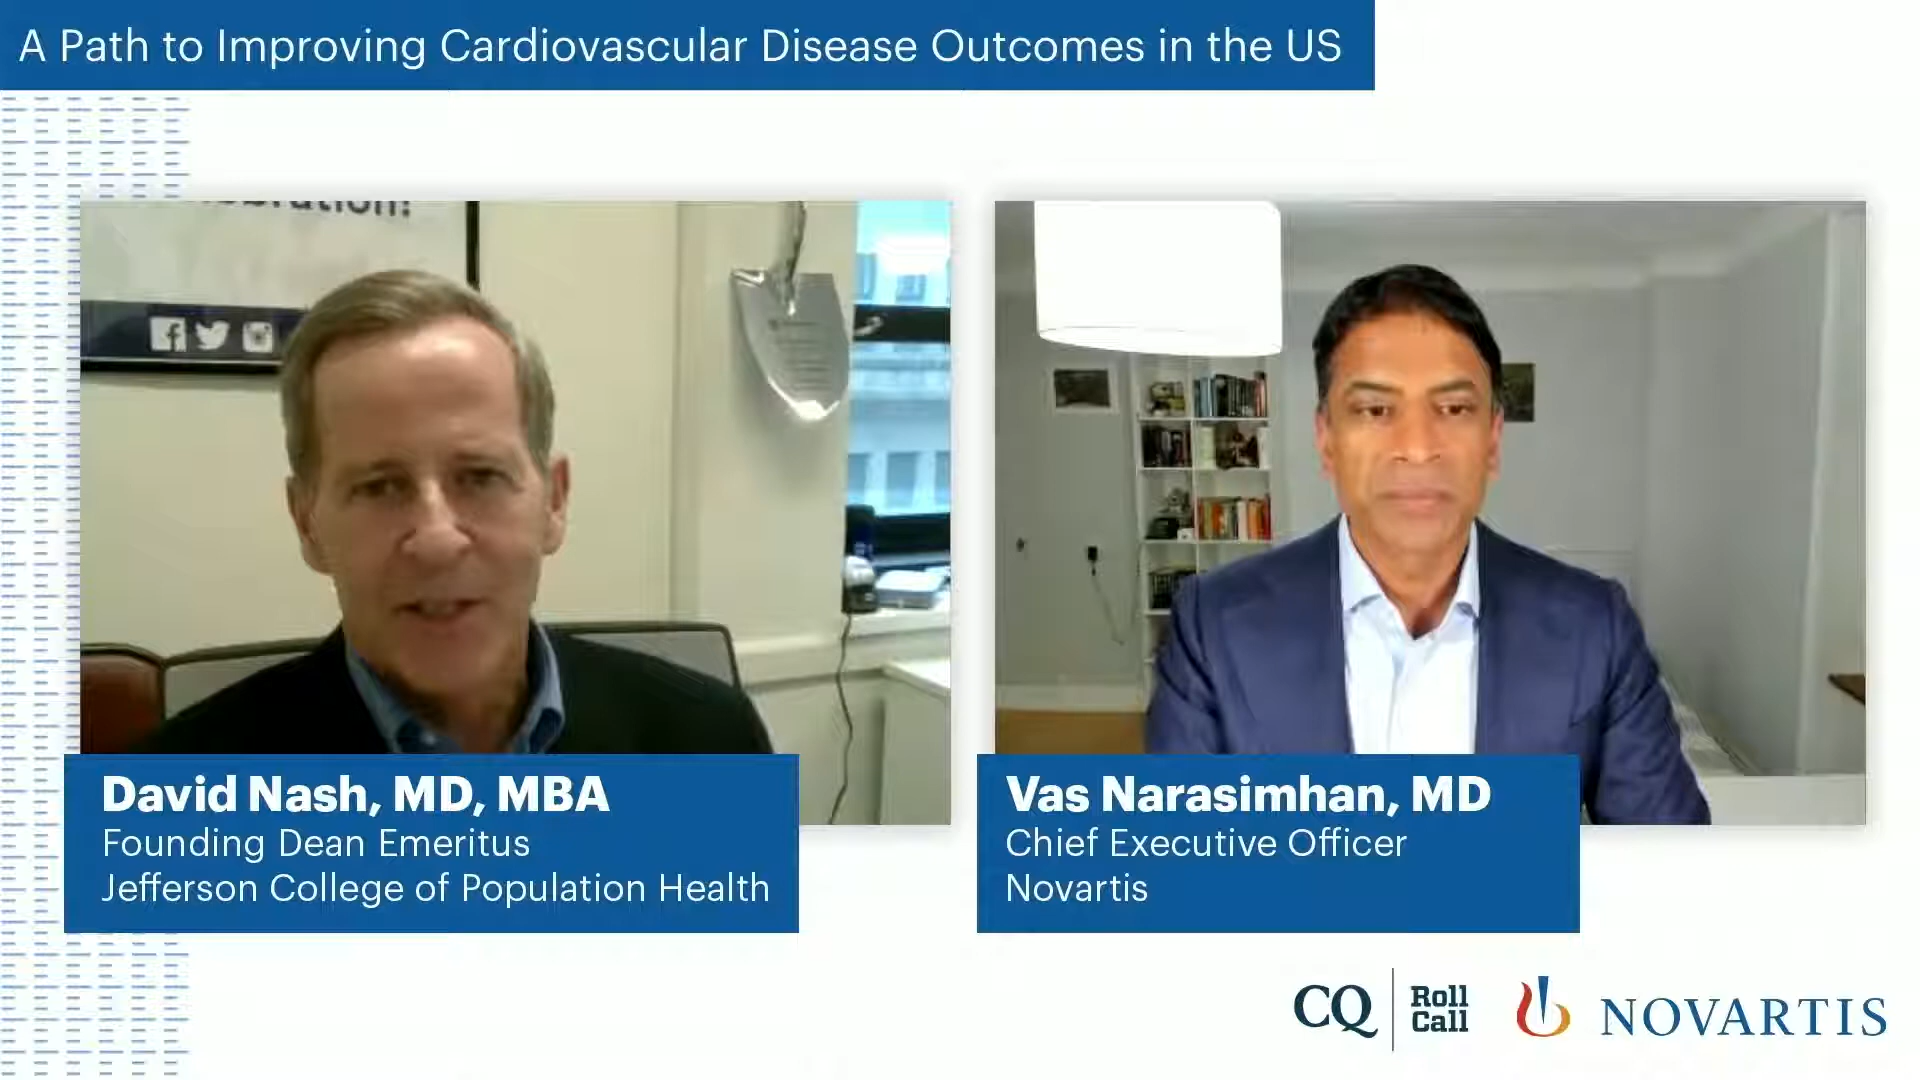 A Path to Improving Cardiovascular Disease Outcomes in the US
David Nash, MD, MBA
Founding Dean Emeritus
Jefferson College of Population Health
Vas Narasimhan, MD
Chief Executive Officer
Novartis
CQ
Roll
Call
NOVARTIS